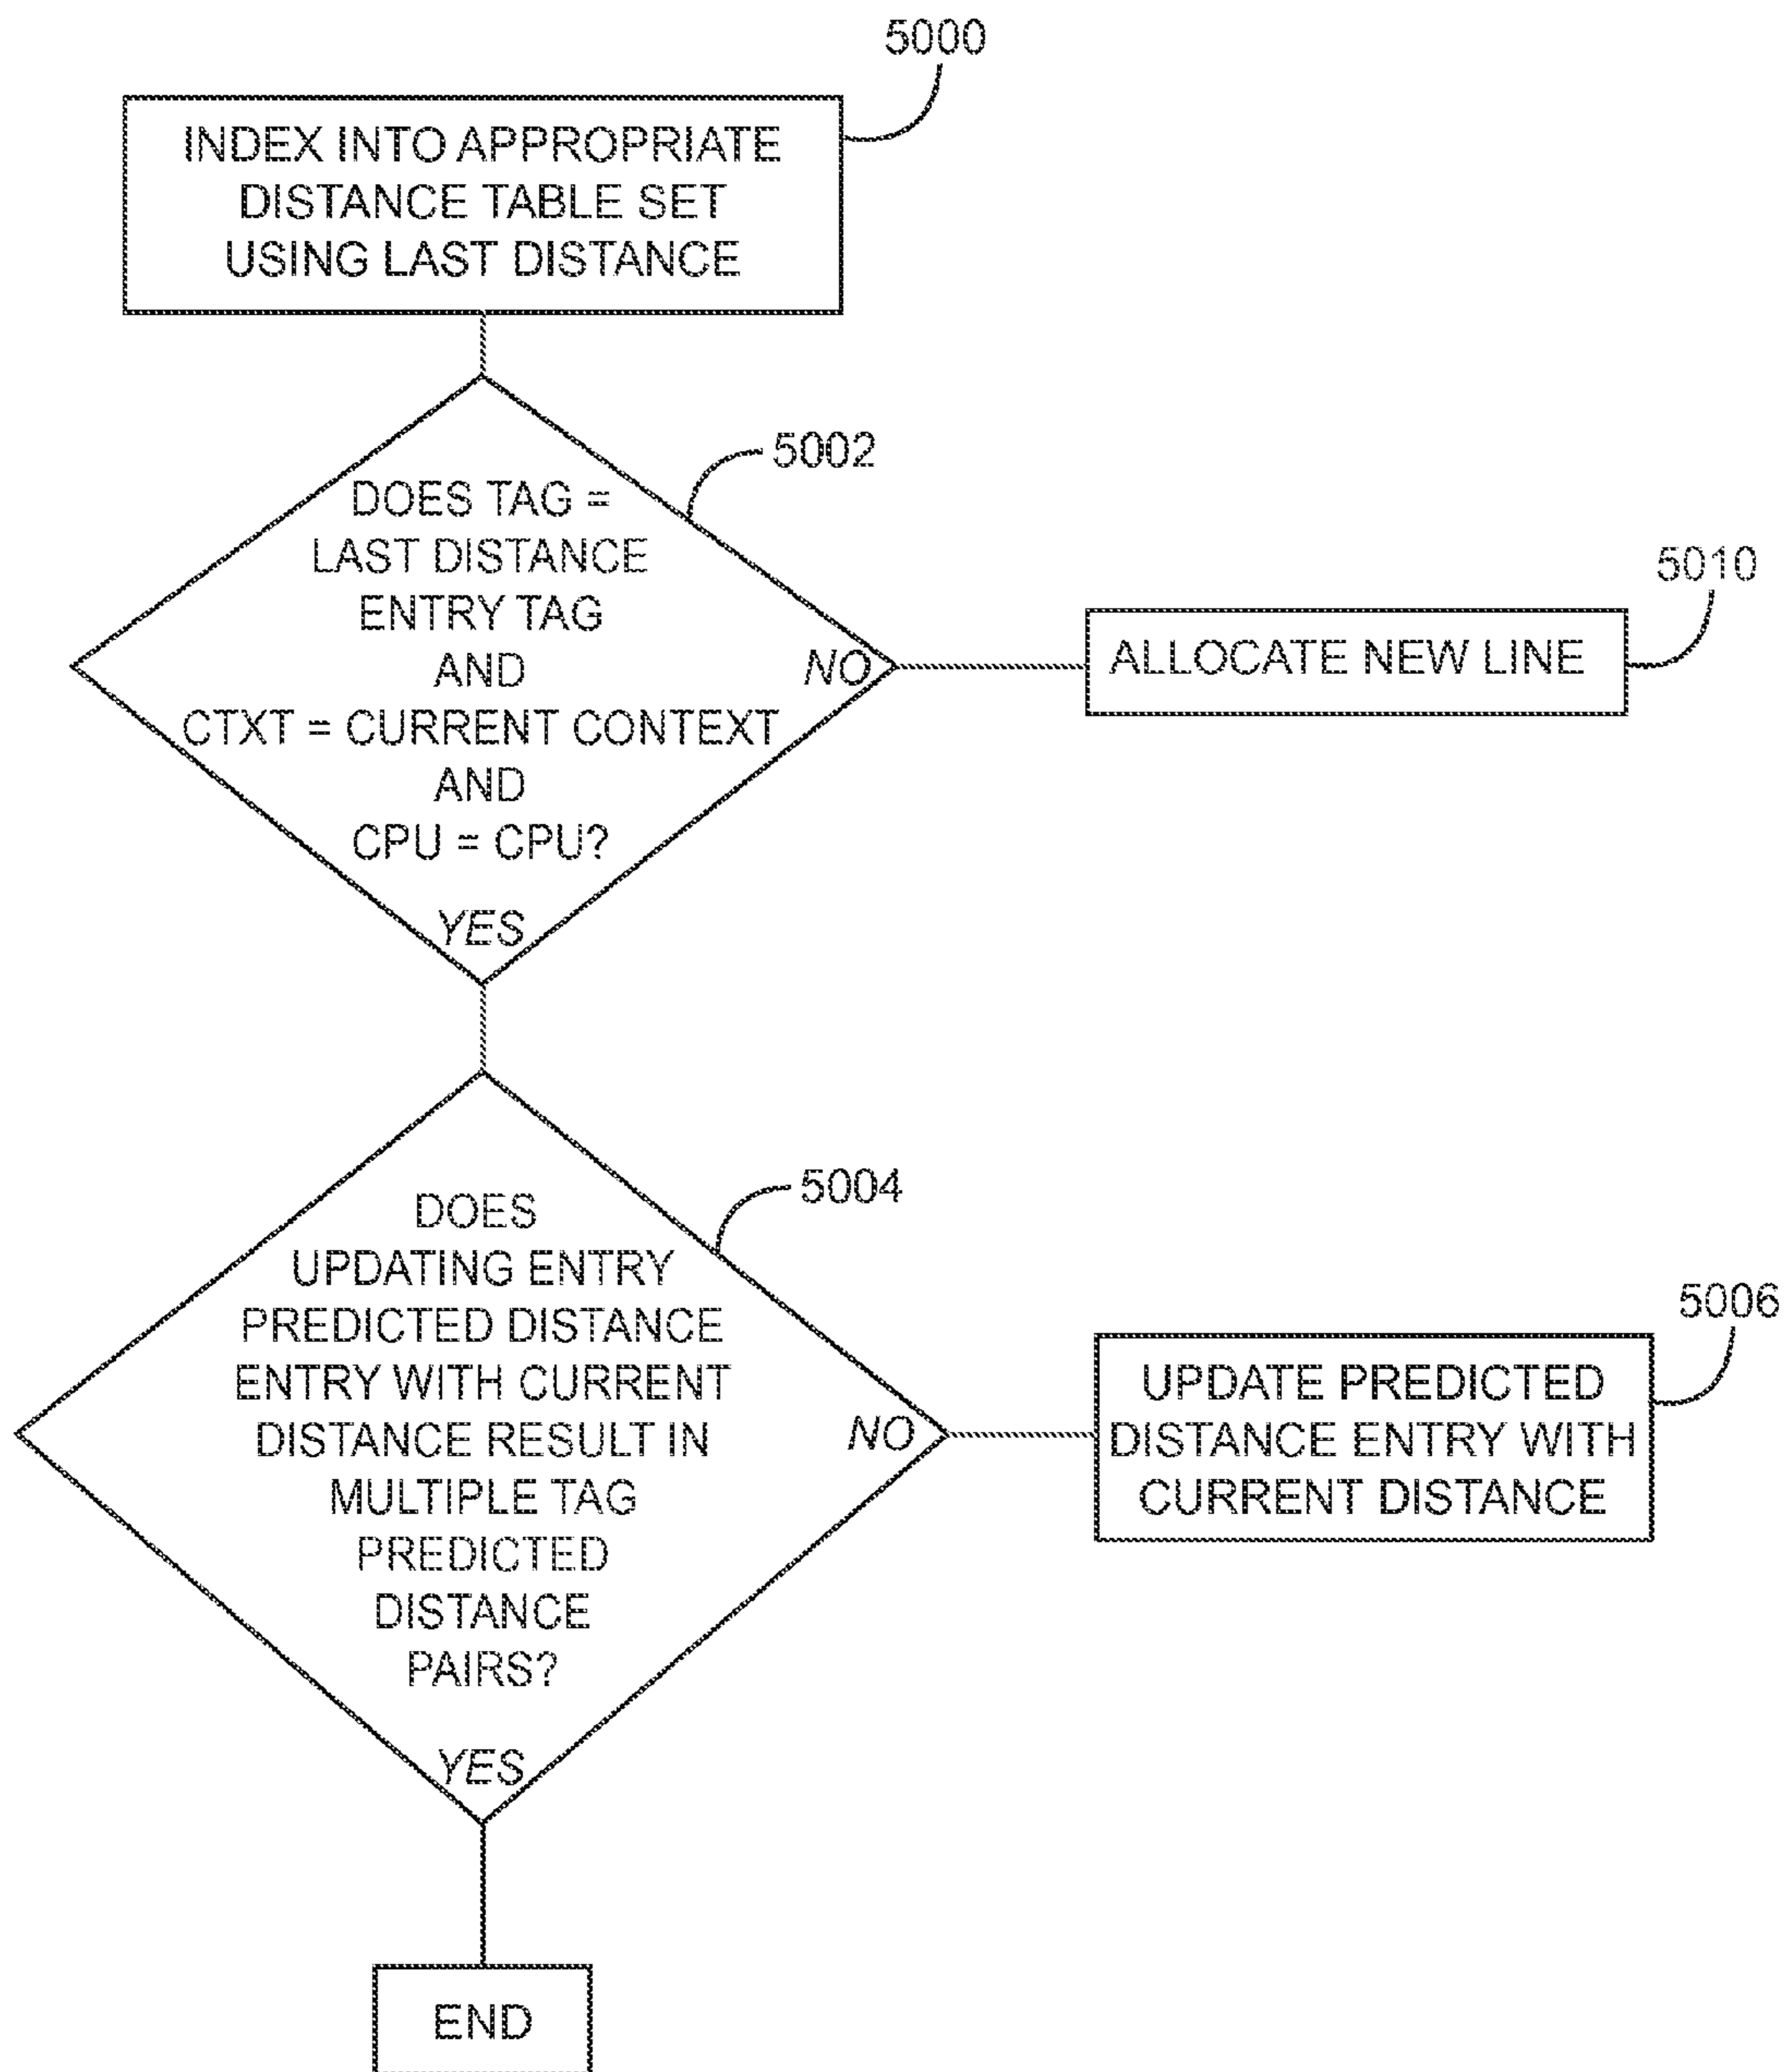 5000
INDEX INTO APPROPRIATE
DISTANCE TABLE SET
USING LAST DISTANCE
5002
DOES TAG =
LAST DISTANCE
ENTRY TAG
AND
CTXT = CURRENT CONTEXT
AND
CPU = CPU?
NO
YES
5010
ALLOCATE NEW LINE
5004
DOES
UPDATING ENTRY
PREDICTED DISTANCE
ENTRY WITH CURRENT
DISTANCE RESULT IN
MULTIPLE TAG
PREDICTED
DISTANCE
PAIRS?
NO
YES
5006
UPDATE PREDICTED
DISTANCE ENTRY WITH
CURRENT DISTANCE
END